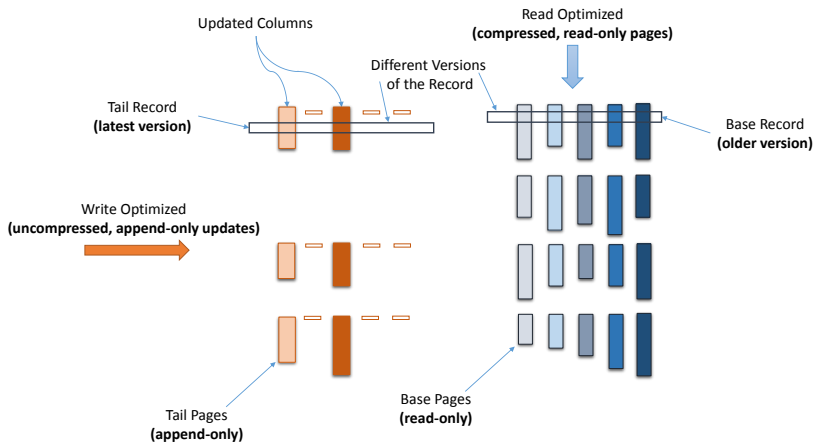 Updated Columns
Read Optimized
(compressed, read-only pages)
Different Versions
of the Record
Tail Record
(latest version)
Base Record
(older version)
Write Optimized
(uncompressed, append-only updates)
Tail Pages
(append-only)
Base Pages
(read-only)